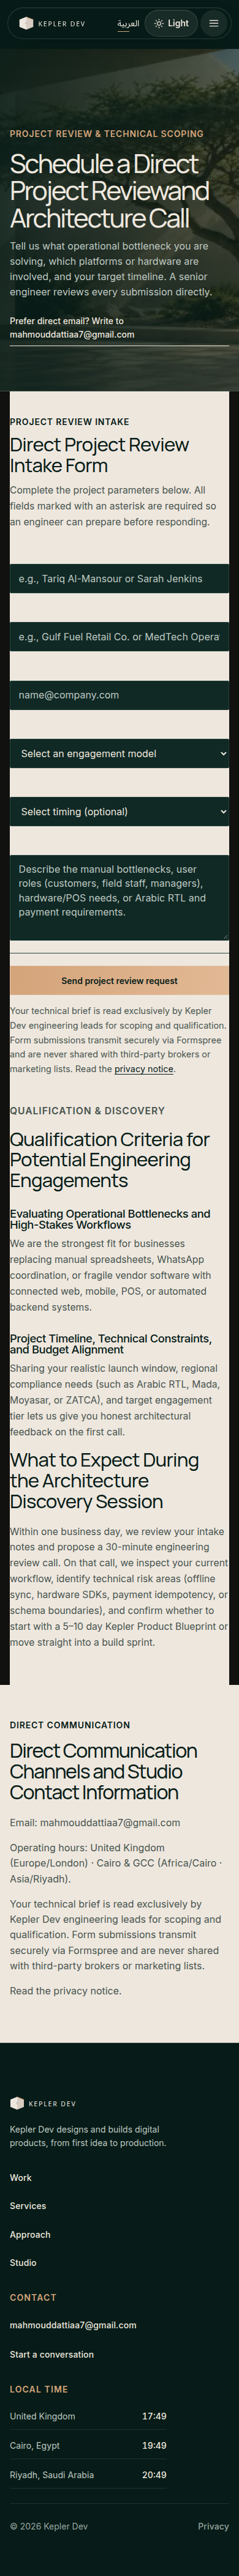 KEPLER DEV
العربية
Light
PROJECT REVIEW & TECHNICAL SCOPING
Schedule a Direct
Project Reviewand
Architecture Call
Tell us what operational bottleneck you are
solving, which platforms or hardware are
involved, and your target timeline. A senior
engineer reviews every submission directly.
Prefer direct email? Write to
mahmouddattiaa7@gmail.com
PROJECT REVIEW INTAKE
Direct Project Review
Intake Form
Complete the project parameters below. All
fields marked with an asterisk are required so
an engineer can prepare before responding.
e.g., Tariq Al-Mansour or Sarah Jenkins
e.g., Gulf Fuel Retail Co. or MedTech Opera
name@company.com
Select an engagement model
Select timing (optional)
Describe the manual bottlenecks, user
roles (customers, field staff, managers),
hardware/POS needs, or Arabic RTL and
payment requirements.
Send project review request
Your technical brief is read exclusively by Kepler
Dev engineering leads for scoping and qualification.
Form submissions transmit securely via Formspree
and are never shared with third-party brokers or
marketing lists. Read the privacy notice.
QUALIFICATION & DISCOVERY
Qualification Criteria for
Potential Engineering
Engagements
Evaluating Operational Bottlenecks and
High-Stakes Workflows
We are the strongest fit for businesses
replacing manual spreadsheets, WhatsApp
coordination, or fragile vendor software with
connected web, mobile, POS, or automated
backend systems.
Project Timeline, Technical Constraints,
and Budget Alignment
Sharing your realistic launch window, regional
compliance needs (such as Arabic RTL, Mada,
Moyasar, or ZATCA), and target engagement
tier lets us give you honest architectural
feedback on the first call.
What to Expect During
the Architecture
Discovery Session
Within one business day, we review your intake
notes and propose a 30-minute engineering
review call. On that call, we inspect your current
workflow, identify technical risk areas (offline
sync, hardware SDKs, payment idempotency, or
schema boundaries), and confirm whether to
start with a 5–10 day Kepler Product Blueprint or
move straight into a build sprint.
DIRECT COMMUNICATION
Direct Communication
Channels and Studio
Contact Information
Email: mahmouddattiaa7@gmail.com
Operating hours: United Kingdom
(Europe/London) · Cairo & GCC (Africa/Cairo ·
Asia/Riyadh).
Your technical brief is read exclusively by
Kepler Dev engineering leads for scoping and
qualification. Form submissions transmit
securely via Formspree and are never shared
with third-party brokers or marketing lists.
Read the privacy notice.
KEPLER DEV
Kepler Dev designs and builds digital
products, from first idea to production.
Work
Services
Approach
Studio
CONTACT
mahmouddattiaa7@gmail.com
Start a conversation
LOCAL TIME
United Kingdom 17:49
Cairo, Egypt 19:49
Riyadh, Saudi Arabia 20:49
© 2026 Kepler Dev Privacy